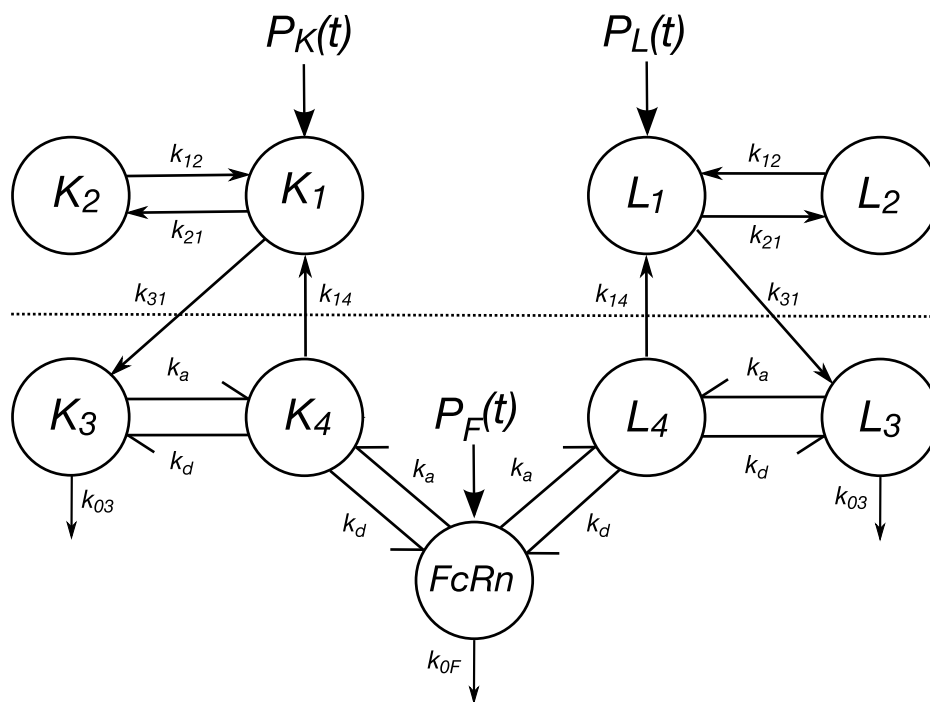 P_K(t) P_L(t)
k_12 k_12
K_2 K_1 L_1 L_2
k_21 k_21
k_31 k_14 k_14 k_31
k_a k_a
K_3 K_4 P_F(t) L_4 L_3
k_d k_a k_a k_d
k_03 k_d k_d k_03
FcRn
k_0F